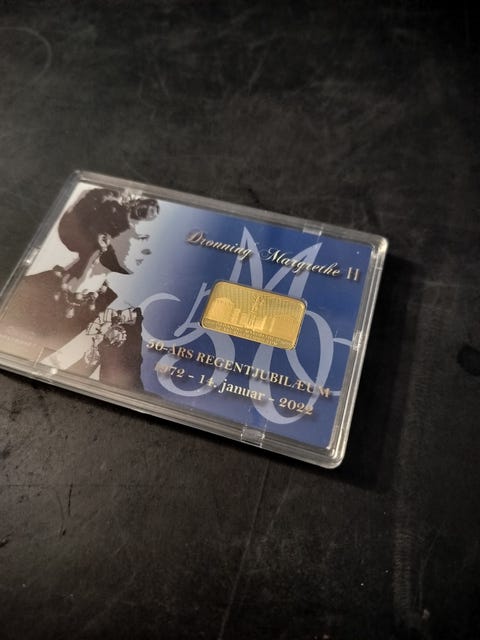 Dronning Margrethe II
50-ÅRS REGENTJUBILÆUM
1972 - 14. januar - 2022